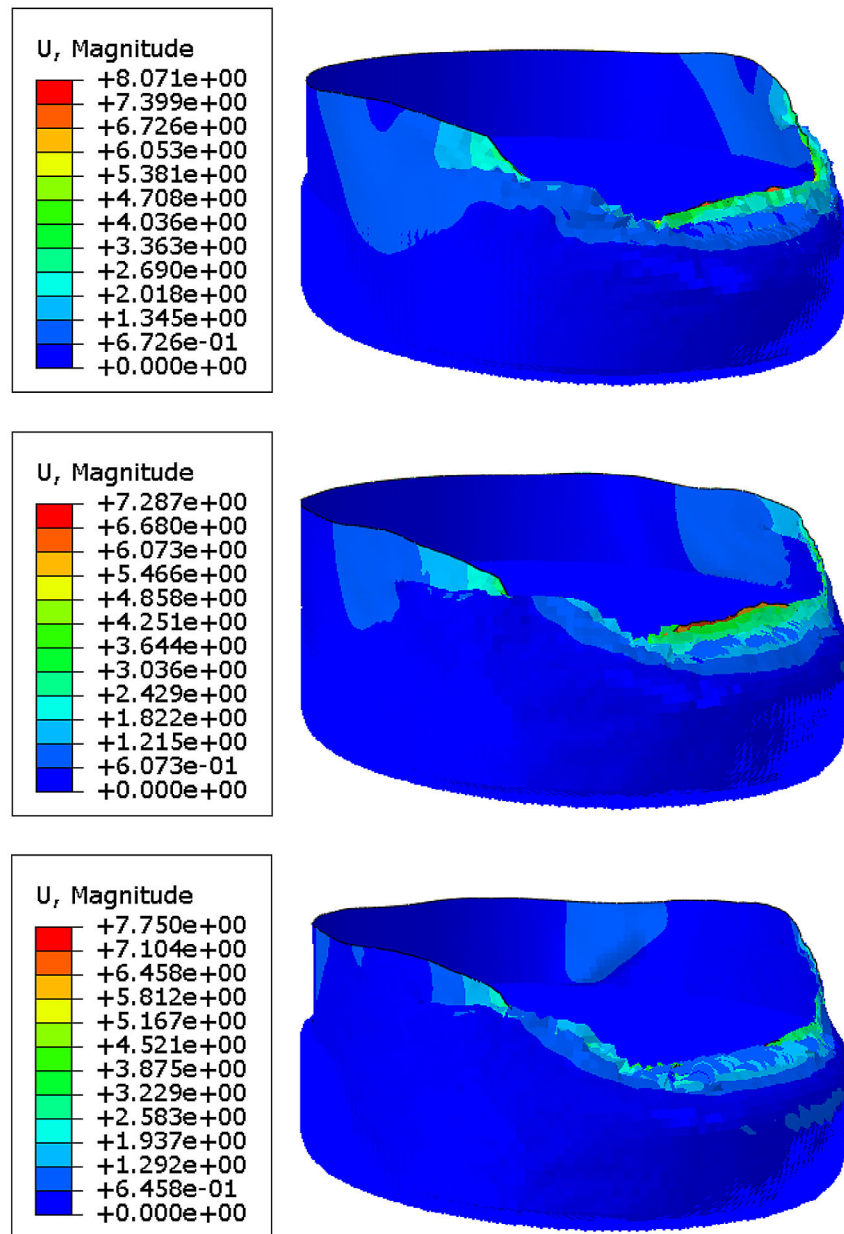 U, Magnitude
+8.071e+00
+7.399e+00
+6.726e+00
+6.053e+00
+5.381e+00
+4.708e+00
+4.036e+00
+3.363e+00
+2.690e+00
+2.018e+00
+1.345e+00
+6.726e-01
+0.000e+00
U, Magnitude
+7.287e+00
+6.680e+00
+6.073e+00
+5.466e+00
+4.858e+00
+4.251e+00
+3.644e+00
+3.036e+00
+2.429e+00
+1.822e+00
+1.215e+00
+6.073e-01
+0.000e+00
U, Magnitude
+7.750e+00
+7.104e+00
+6.458e+00
+5.812e+00
+5.167e+00
+4.521e+00
+3.875e+00
+3.229e+00
+2.583e+00
+1.937e+00
+1.292e+00
+6.458e-01
+0.000e+00